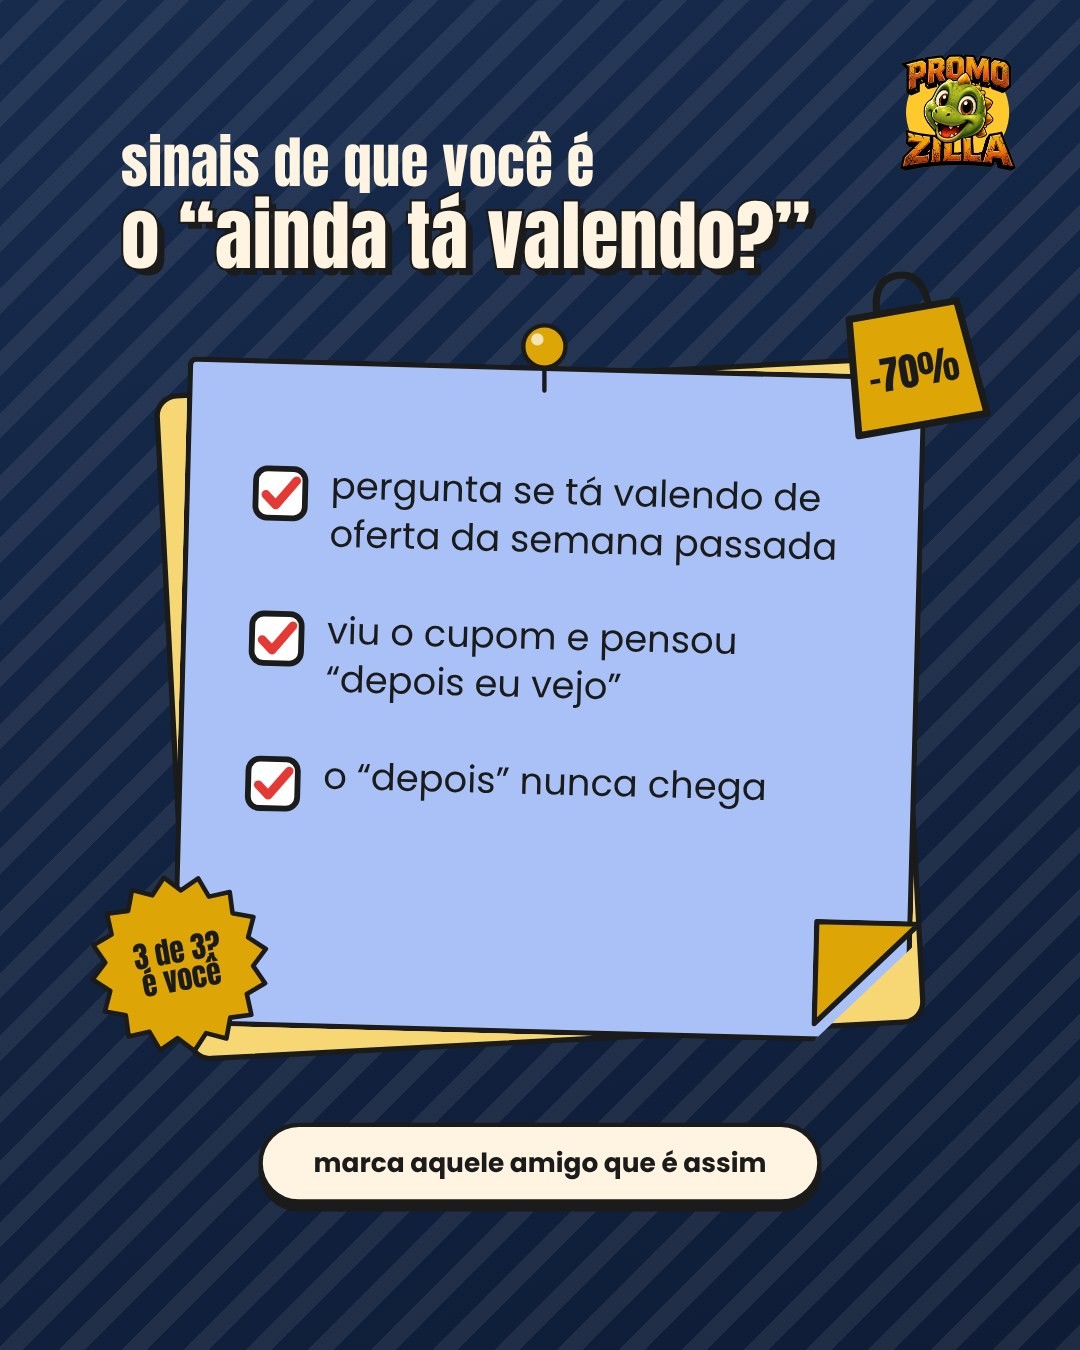 PROMO
ZILLA
sinais de que você é
o “ainda tá valendo?”
-70%
pergunta se tá valendo de
oferta da semana passada
viu o cupom e pensou
“depois eu vejo”
o “depois” nunca chega
3 de 3?
é você
marca aquele amigo que é assim